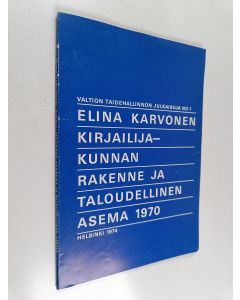 VALTION TAIDEHALLINNON JULKAISUJA NO 1
ELINA KARVONEN
KIRJAILIJA—
KUNNAN
RAKENNE JA
TALOUDELLINEN
ASEMA 1970
HELSINKI 1974